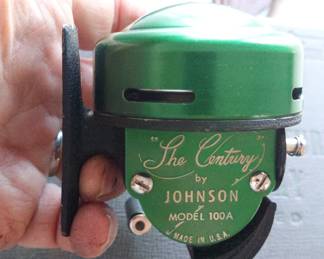 "The Century"
by
JOHNSON
MODEL 100A
MADE IN U.S.A.